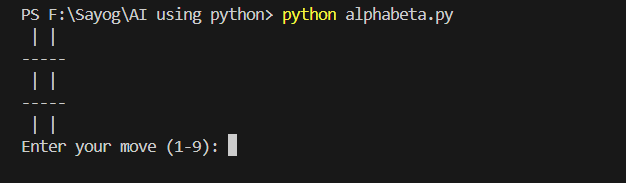 PS F:\Sayog\AI using python> python alphabeta.py
 | |
-----
 | |
-----
 | |
Enter your move (1-9):